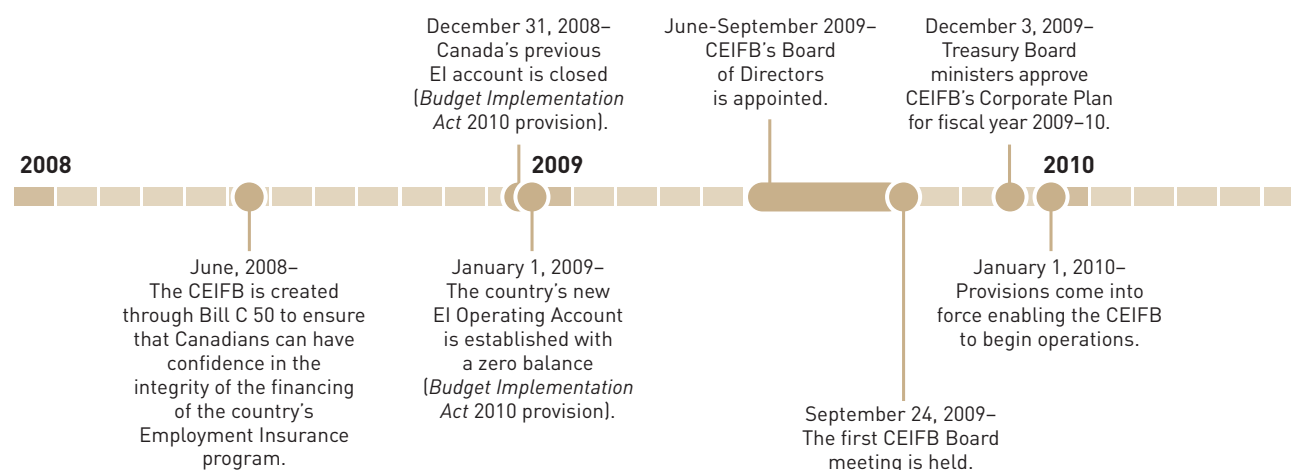 December 31, 2008–
Canada's previous
EI account is closed
(Budget Implementation
Act 2010 provision).
June-September 2009–
CEIFB's Board
of Directors
is appointed.
December 3, 2009–
Treasury Board
ministers approve
CEIFB's Corporate Plan
for fiscal year 2009–10.
2008
2009
2010
June, 2008–
The CEIFB is created
through Bill C 50 to ensure
that Canadians can have
confidence in the
integrity of the financing
of the country's
Employment Insurance
program.
January 1, 2009–
The country's new
EI Operating Account
is established with
a zero balance
(Budget Implementation
Act 2010 provision).
September 24, 2009–
The first CEIFB Board
meeting is held.
January 1, 2010–
Provisions come into
force enabling the CEIFB
to begin operations.